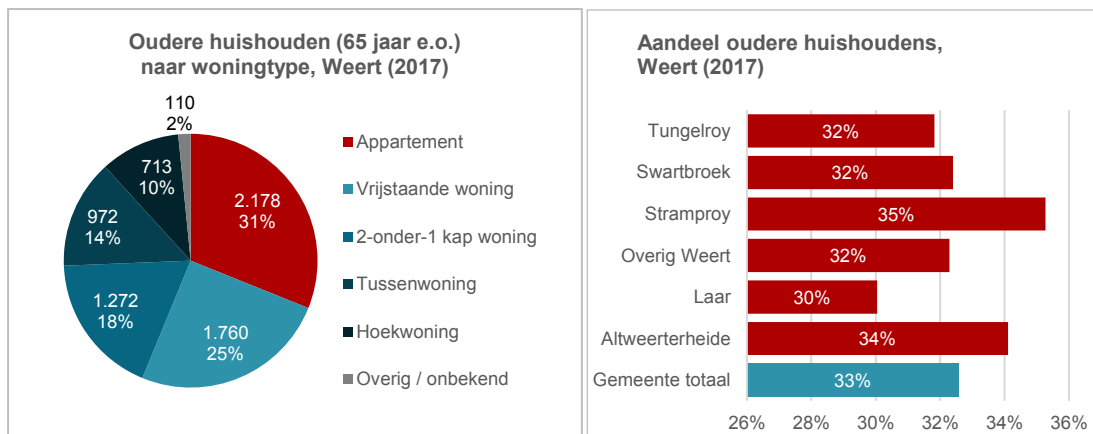 Oudere huishouden (65 jaar e.o.)
naar woningtype, Weert (2017)
110
2%
713
10%
972
14%
1.272
18%
1.760
25%
2.178
31%
Appartement
Vrijstaande woning
2-onder-1 kap woning
Tussenwoning
Hoekwoning
Overig / onbekend
Aandeel oudere huishoudens,
Weert (2017)
Tungelroy 32%
Swartbroek 32%
Stramproy 35%
Overig Weert 32%
Laar 30%
Altweerterheide 34%
Gemeente totaal 33%
26% 28% 30% 32% 34% 36%